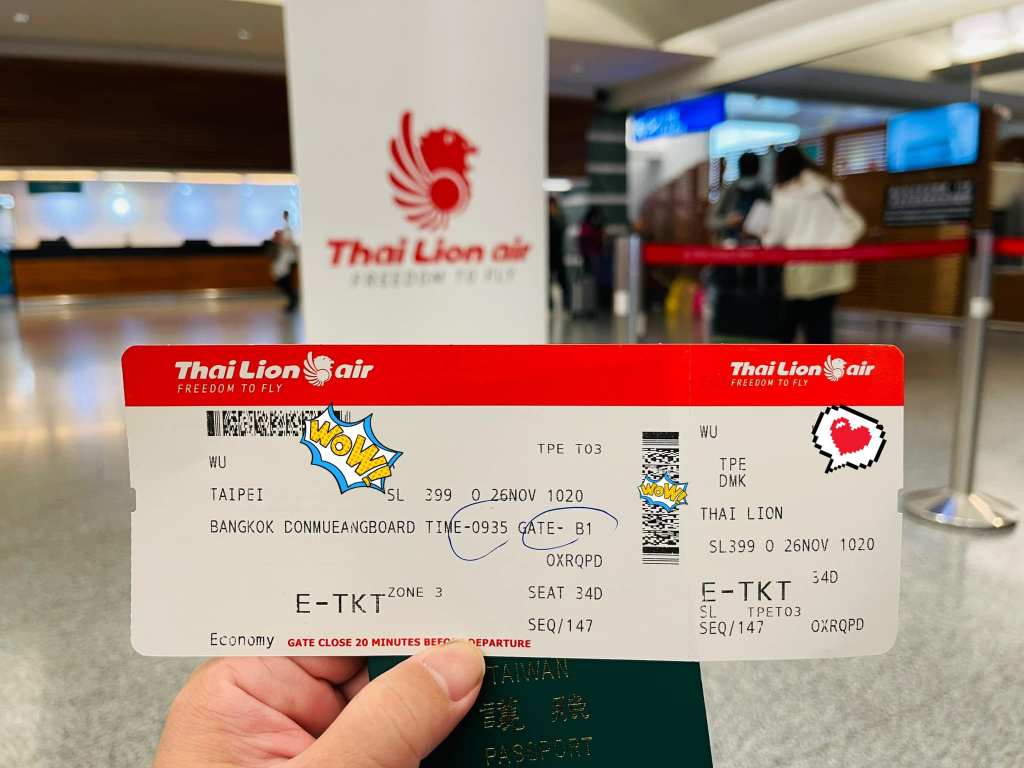 Thai Lion air
FREEDOM TO FLY
Thai Lion air
FREEDOM TO FLY
WOW!
TPE T03
WU
TAIPEI SL 399 O 26NOV 1020
BANGKOK DONMUEANGBOARD TIME-0935 GATE- B1
OXRQPD
E-TKT ZONE 3 SEAT 34D
SEQ/147
Economy GATE CLOSE 20 MINUTES BEFORE DEPARTURE
WOW!
Thai Lion air
FREEDOM TO FLY
WU
TPE
DMK
THAI LION
SL399 O 26NOV 1020
E-TKT 34D
SL TPET03
SEQ/147 OXRQPD
TAIWAN
護 照
PASSPORT